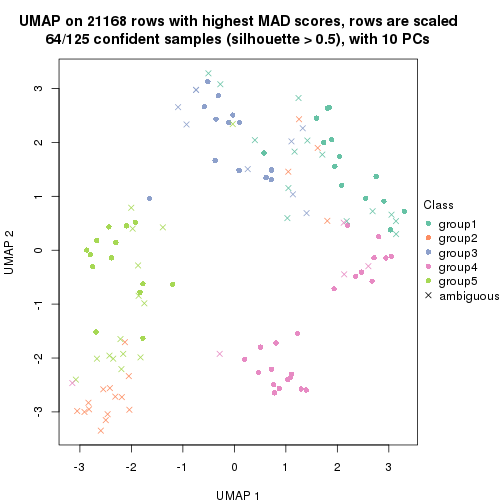 UMAP on 21168 rows with highest MAD scores, rows are scaled
64/125 confident samples (silhouette > 0.5), with 10 PCs
3
2
1
0
-1
-2
-3
UMAP 2
-3
-2
-1
0
1
2
3
UMAP 1
Class
group1
group2
group3
group4
group5
ambiguous